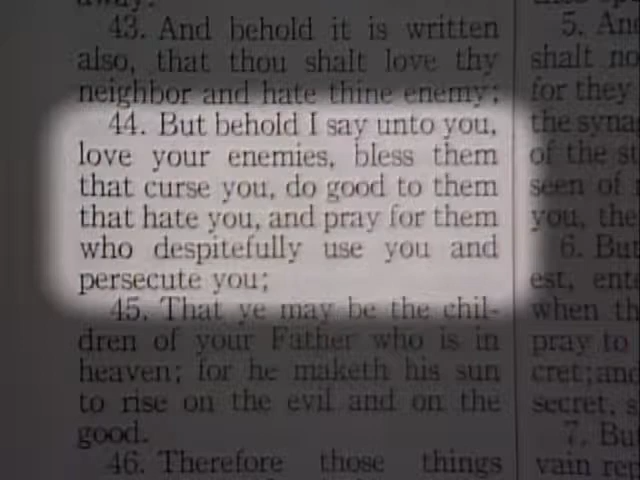 43. And behold it is written
also, that thou shalt love thy
neighbor and hate thine enemy;
44. But behold I say unto you,
love your enemies, bless them
that curse you, do good to them
that hate you, and pray for them
who despitefully use you and
persecute you;
45. That ye may be the chil-
dren of your Father who is in
heaven; for he maketh his sun
to rise on the evil and on the
good.
46. Therefore those things
5. And
shalt no
for they
the syna
of the st
seen of
you, the
6. But
est, ente
when th
pray to
cret; and
secret, s
7. But
vain rep